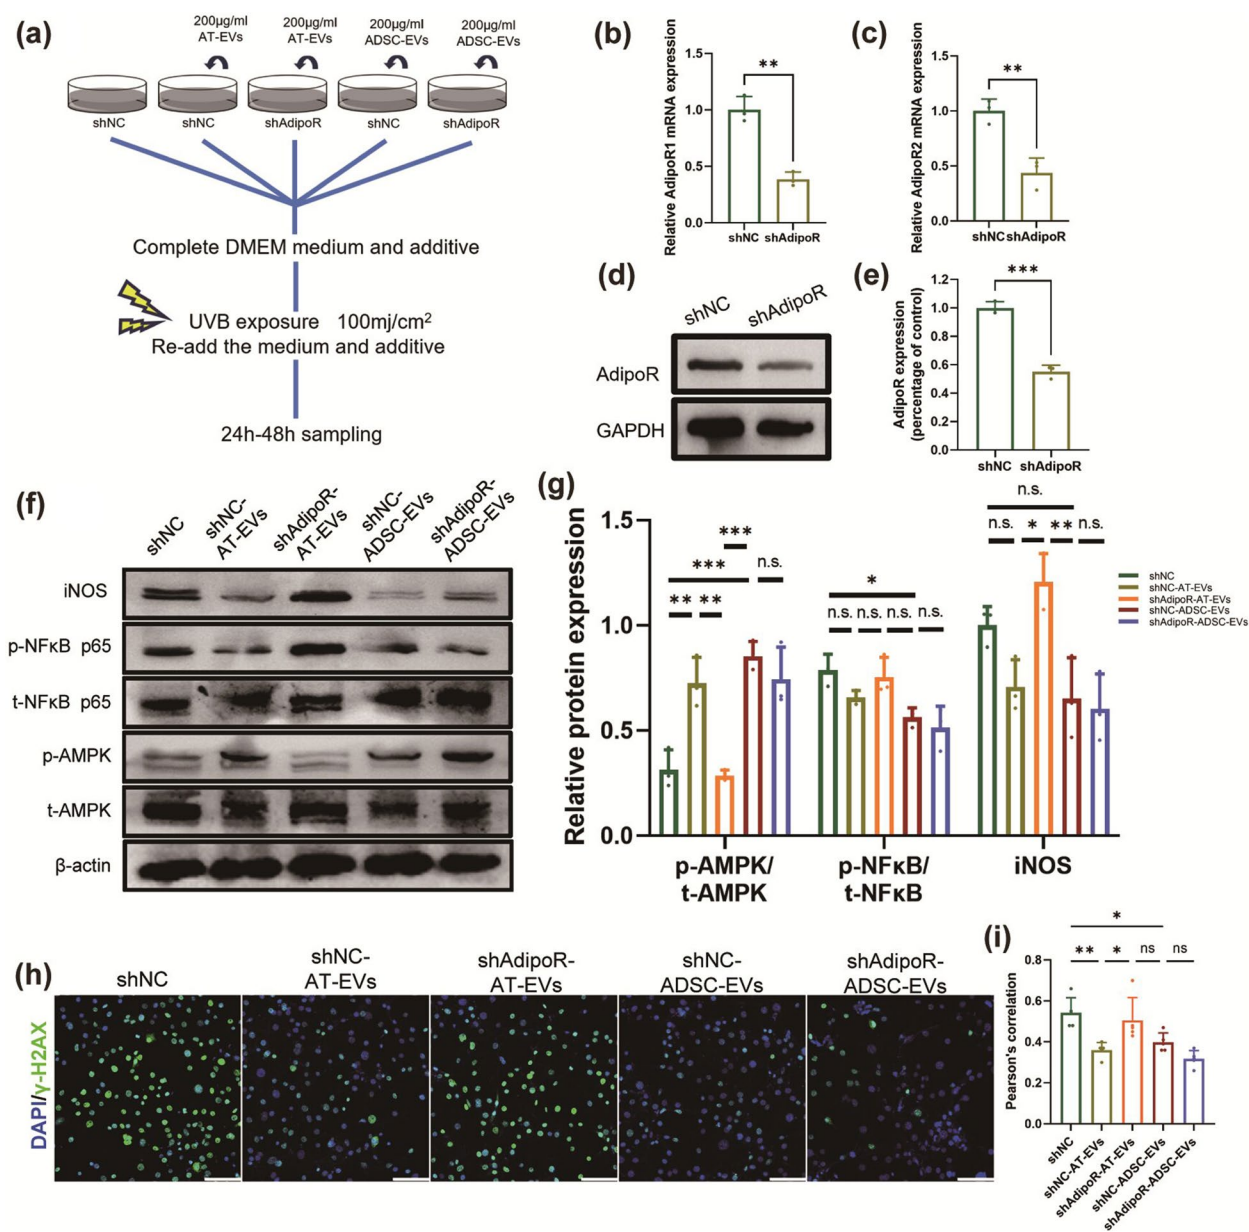 (a)
200μg/ml
AT-EVs
200μg/ml
AT-EVs
200μg/ml
ADSC-EVs
200μg/ml
ADSC-EVs
shNC
shNC
shAdipoR
shNC
shAdipoR
Complete DMEM medium and additive
UVB exposure 100mj/cm²
Re-add the medium and additive
24h-48h sampling
(b)
Relative AdipoR1 mRNA expression
1.5
1.0
0.5
0.0
**
shNC
shAdipoR
(c)
Relative AdipoR2 mRNA expression
1.5
1.0
0.5
0.0
**
shNC
shAdipoR
(d)
shNC
shAdipoR
AdipoR
GAPDH
(e)
AdipoR expression
(percentage of control)
1.2
1.0
0.8
0.6
0.4
0.2
0.0
***
shNC
shAdipoR
(f)
shNC
shNC-
AT-EVs
shAdipoR-
AT-EVs
shNC-
ADSC-EVs
shAdipoR-
ADSC-EVs
iNOS
p-NFκB p65
t-NFκB p65
p-AMPK
t-AMPK
β-actin
(g)
Relative protein expression
1.5
1.0
0.5
0.0
***
***
n.s.
**
**
*
n.s.
n.s.
n.s.
n.s.
n.s.
n.s.
*
**
n.s.
p-AMPK/
t-AMPK
p-NFκB/
t-NFκB
iNOS
shNC
shNC-AT-EVs
shAdipoR-AT-EVs
shNC-ADSC-EVs
shAdipoR-ADSC-EVs
(h)
shNC
shNC-
AT-EVs
shAdipoR-
AT-EVs
shNC-
ADSC-EVs
shAdipoR-
ADSC-EVs
DAPI/γ-H2AX
(i)
Pearson's correlation
0.8
0.6
0.4
0.2
0.0
*
**
*
ns
ns
shNC
shNC-AT-EVs
shAdipoR-AT-EVs
shNC-ADSC-EVs
shAdipoR-ADSC-EVs